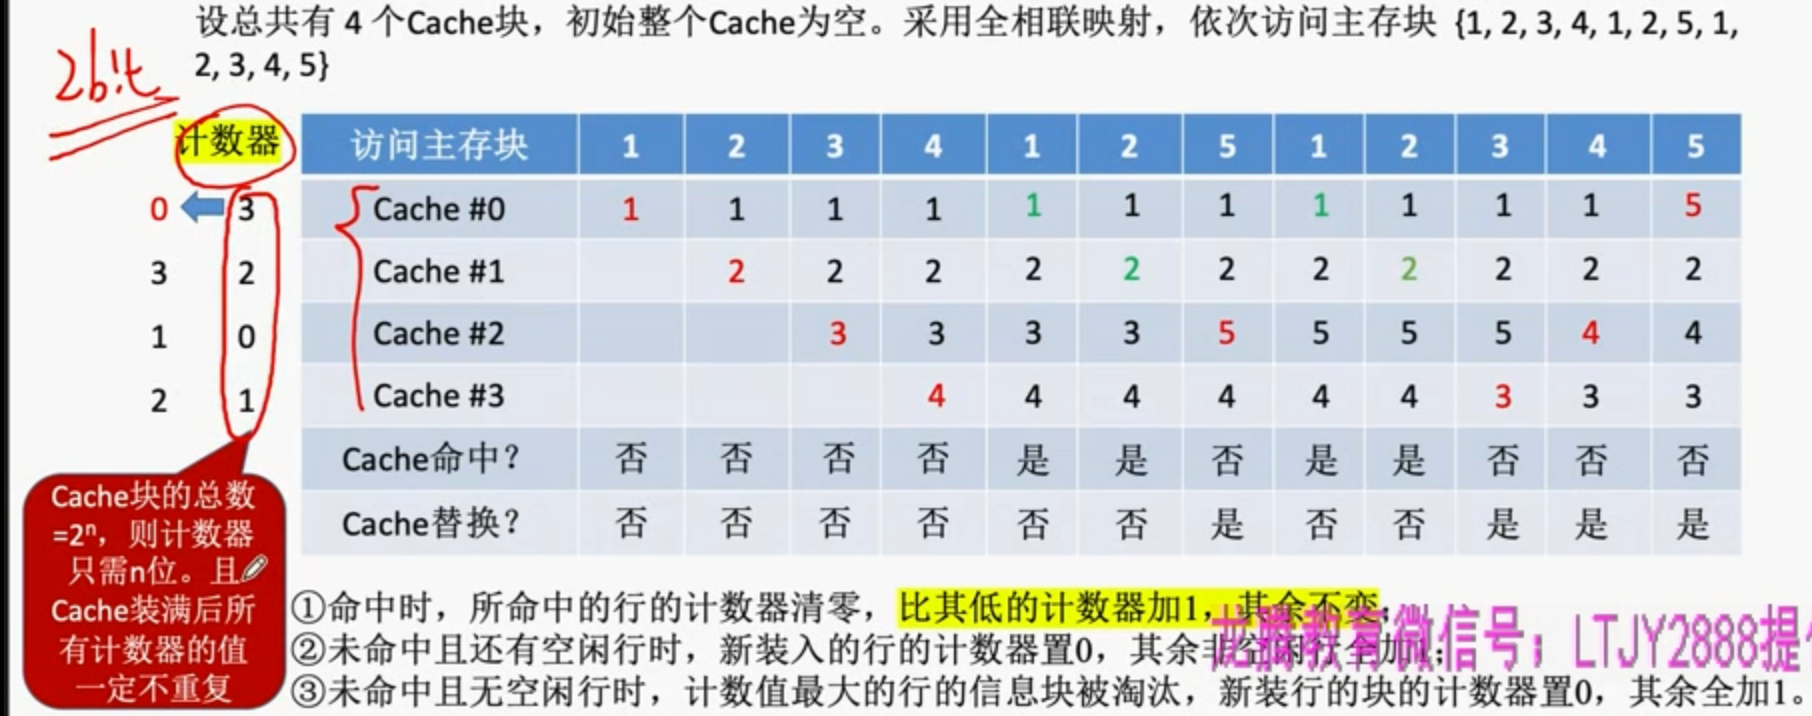 设总共有 4 个Cache块，初始整个Cache为空。采用全相联映射，依次访问主存块 {1, 2, 3, 4, 1, 2, 5, 1,
2, 3, 4, 5}
2bit
计数器 访问主存块 1 2 3 4 1 2 5 1 2 3 4 5
0 3 Cache #0 1 1 1 1 1 1 1 1 1 1 1 5
3 2 Cache #1 2 2 2 2 2 2 2 2 2 2 2
1 0 Cache #2 3 3 3 3 5 5 5 5 4 4
2 1 Cache #3 4 4 4 4 4 4 3 3 3
Cache命中？ 否 否 否 否 是 是 否 是 是 否 否 否
Cache替换？ 否 否 否 否 否 否 是 否 否 是 是 是
Cache块的总数
=2ⁿ，则计数器
只需n位。且
Cache装满后所
有计数器的值
一定不重复
①命中时，所命中的行的计数器清零，比其低的计数器加1，其余不变；
②未命中且还有空闲行时，新装入的行的计数器置0，其余非空闲行全加1；
③未命中且无空闲行时，计数值最大的行的信息块被淘汰，新装行的块的计数器置0，其余全加1。
龙腾教育微信号；LTJY2888提